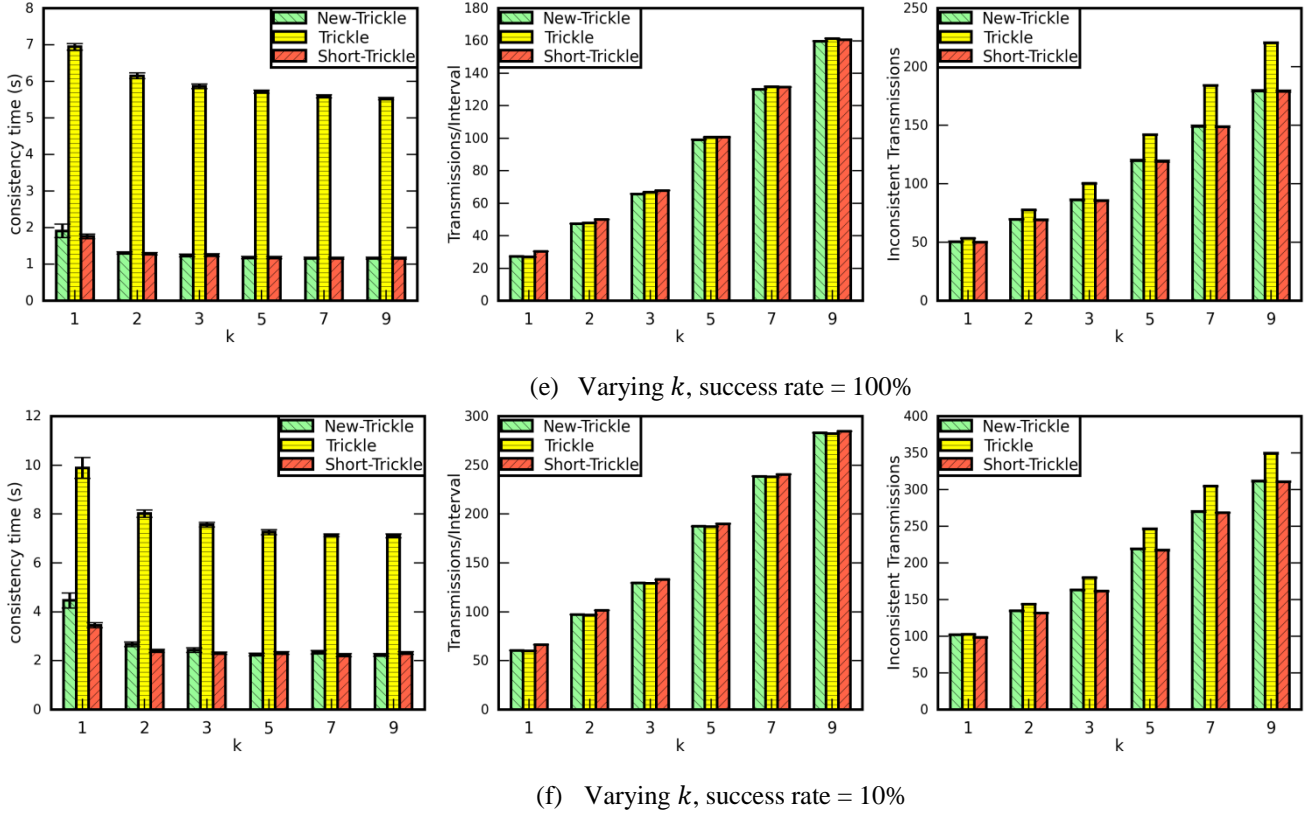 consistency time (s)
8
7
6
5
4
3
2
1
0
New-Trickle
Trickle
Short-Trickle
1 2 3 5 7 9
k
Transmissions/Interval
180
160
140
120
100
80
60
40
20
0
New-Trickle
Trickle
Short-Trickle
1 2 3 5 7 9
k
Inconsistent Transmissions
250
200
150
100
50
0
New-Trickle
Trickle
Short-Trickle
1 2 3 5 7 9
k
(e) Varying k, success rate = 100%
consistency time (s)
12
10
8
6
4
2
0
New-Trickle
Trickle
Short-Trickle
1 2 3 5 7 9
k
Transmissions/Interval
300
250
200
150
100
50
0
New-Trickle
Trickle
Short-Trickle
1 2 3 5 7 9
k
Inconsistent Transmissions
400
350
300
250
200
150
100
50
0
New-Trickle
Trickle
Short-Trickle
1 2 3 5 7 9
k
(f) Varying k, success rate = 10%